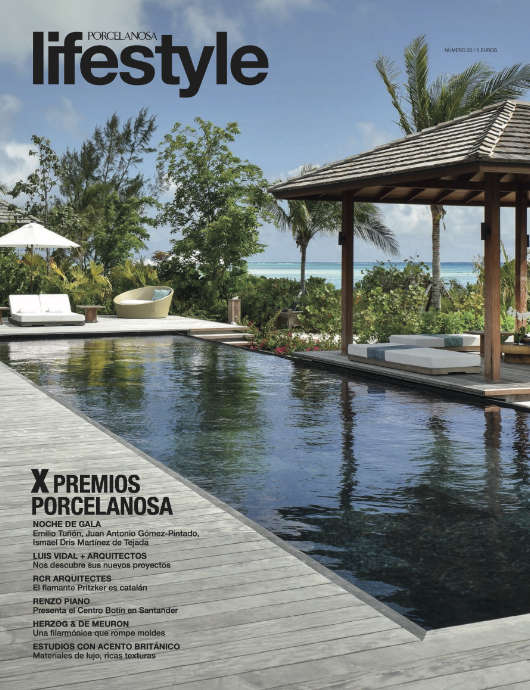 PORCELANOSA
lifestyle
X PREMIOS
PORCELANOSA
NOCHE DE GALA
Emilio Tuñón, Juan Antonio Gómez-Pintado,
Ismael Dris Martínez de Tejada
LUIS VIDAL + ARQUITECTOS
Nos descubre sus nuevos proyectos
RCR ARQUITECTES
El flamante Pritzker es catalán
RENZO PIANO
Presenta el Centro Botín en Santander
HERZOG & DE MEURON
Una filarmónica que rompe moldes
ESTUDIOS CON ACENTO BRITÁNICO
Materiales de lujo, ricas texturas